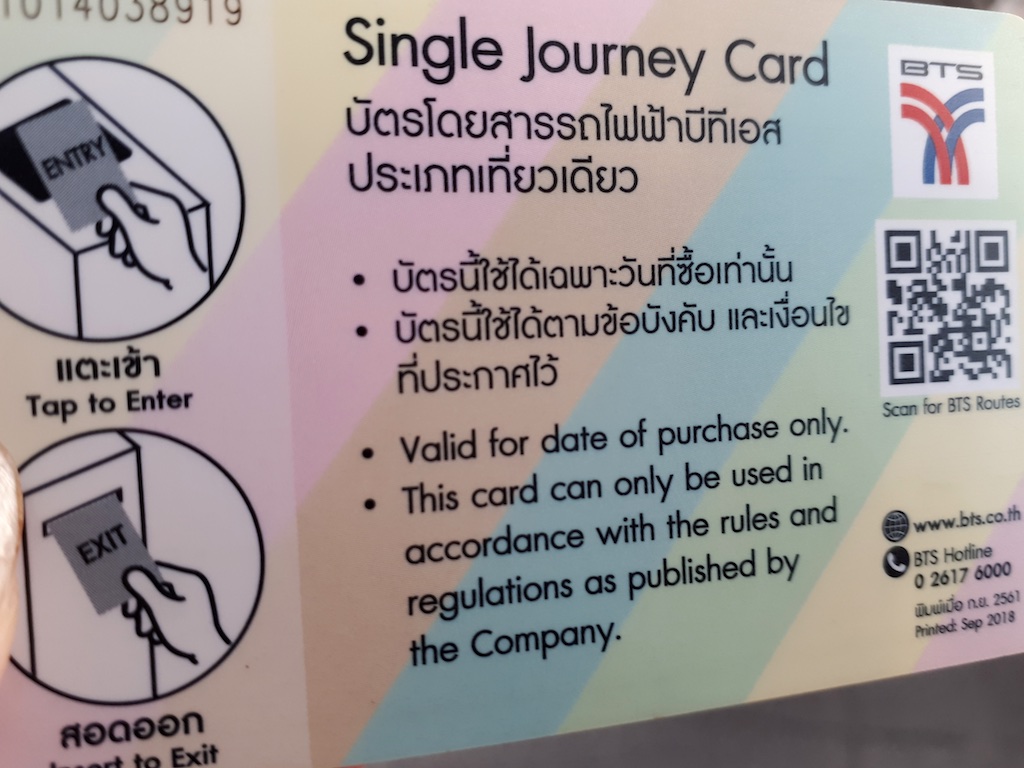 1014038919
ENTRY
แตะเข้า
Tap to Enter
EXIT
สอดออก
to Exit
Single Journey Card
บัตรโดยสารรถไฟฟ้าบีทีเอส
ประเภทเที่ยวเดียว
• บัตรนี้ใช้ได้เฉพาะวันที่ซื้อเท่านั้น
• บัตรนี้ใช้ได้ตามข้อบังคับ และเงื่อนไข
ที่ประกาศไว้
• Valid for date of purchase only.
• This card can only be used in
accordance with the rules and
regulations as published by
the Company.
BTS
Scan for BTS Routes
www.bts.co.th
BTS Hotline
0 2617 6000
พิมพ์เมื่อ ก.ย. 2561
Printed: Sep 2018